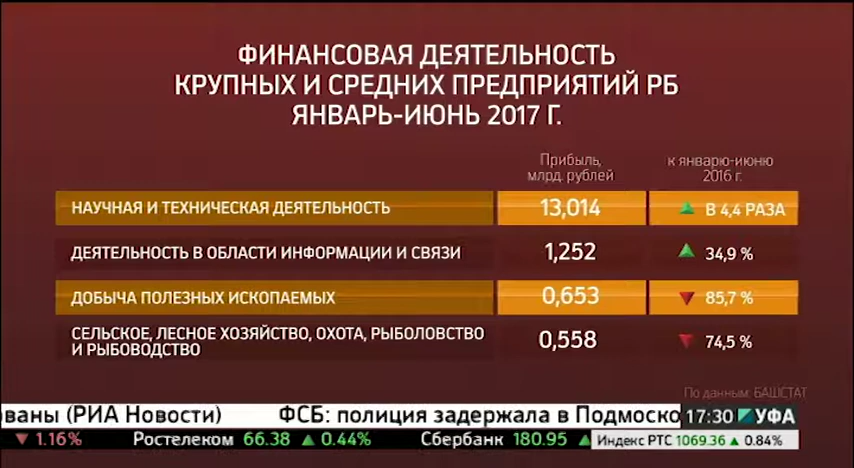 ФИНАНСОВАЯ ДЕЯТЕЛЬНОСТЬ
КРУПНЫХ И СРЕДНИХ ПРЕДПРИЯТИЙ РБ
ЯНВАРЬ-ИЮНЬ 2017 Г.
Прибыль, млрд. рублей
к январю-июню 2016 г.
НАУЧНАЯ И ТЕХНИЧЕСКАЯ ДЕЯТЕЛЬНОСТЬ 13,014 ▲ В 4,4 РАЗА
ДЕЯТЕЛЬНОСТЬ В ОБЛАСТИ ИНФОРМАЦИИ И СВЯЗИ 1,252 ▲ 34,9 %
ДОБЫЧА ПОЛЕЗНЫХ ИСКОПАЕМЫХ 0,653 ▼ 85,7 %
СЕЛЬСКОЕ, ЛЕСНОЕ ХОЗЯЙСТВО, ОХОТА, РЫБОЛОВСТВО
И РЫБОВОДСТВО 0,558 ▼ 74,5 %
По данным: БАШСТАТ
ованы (РИА Новости) ФСБ: полиция задержала в Подмоско 17:30 УФА
▼ 1.16% Ростелеком 66.38 ▲ 0.44% Сбербанк 180.95 ▲ Индекс РТС 1069.36 ▲ 0.84%